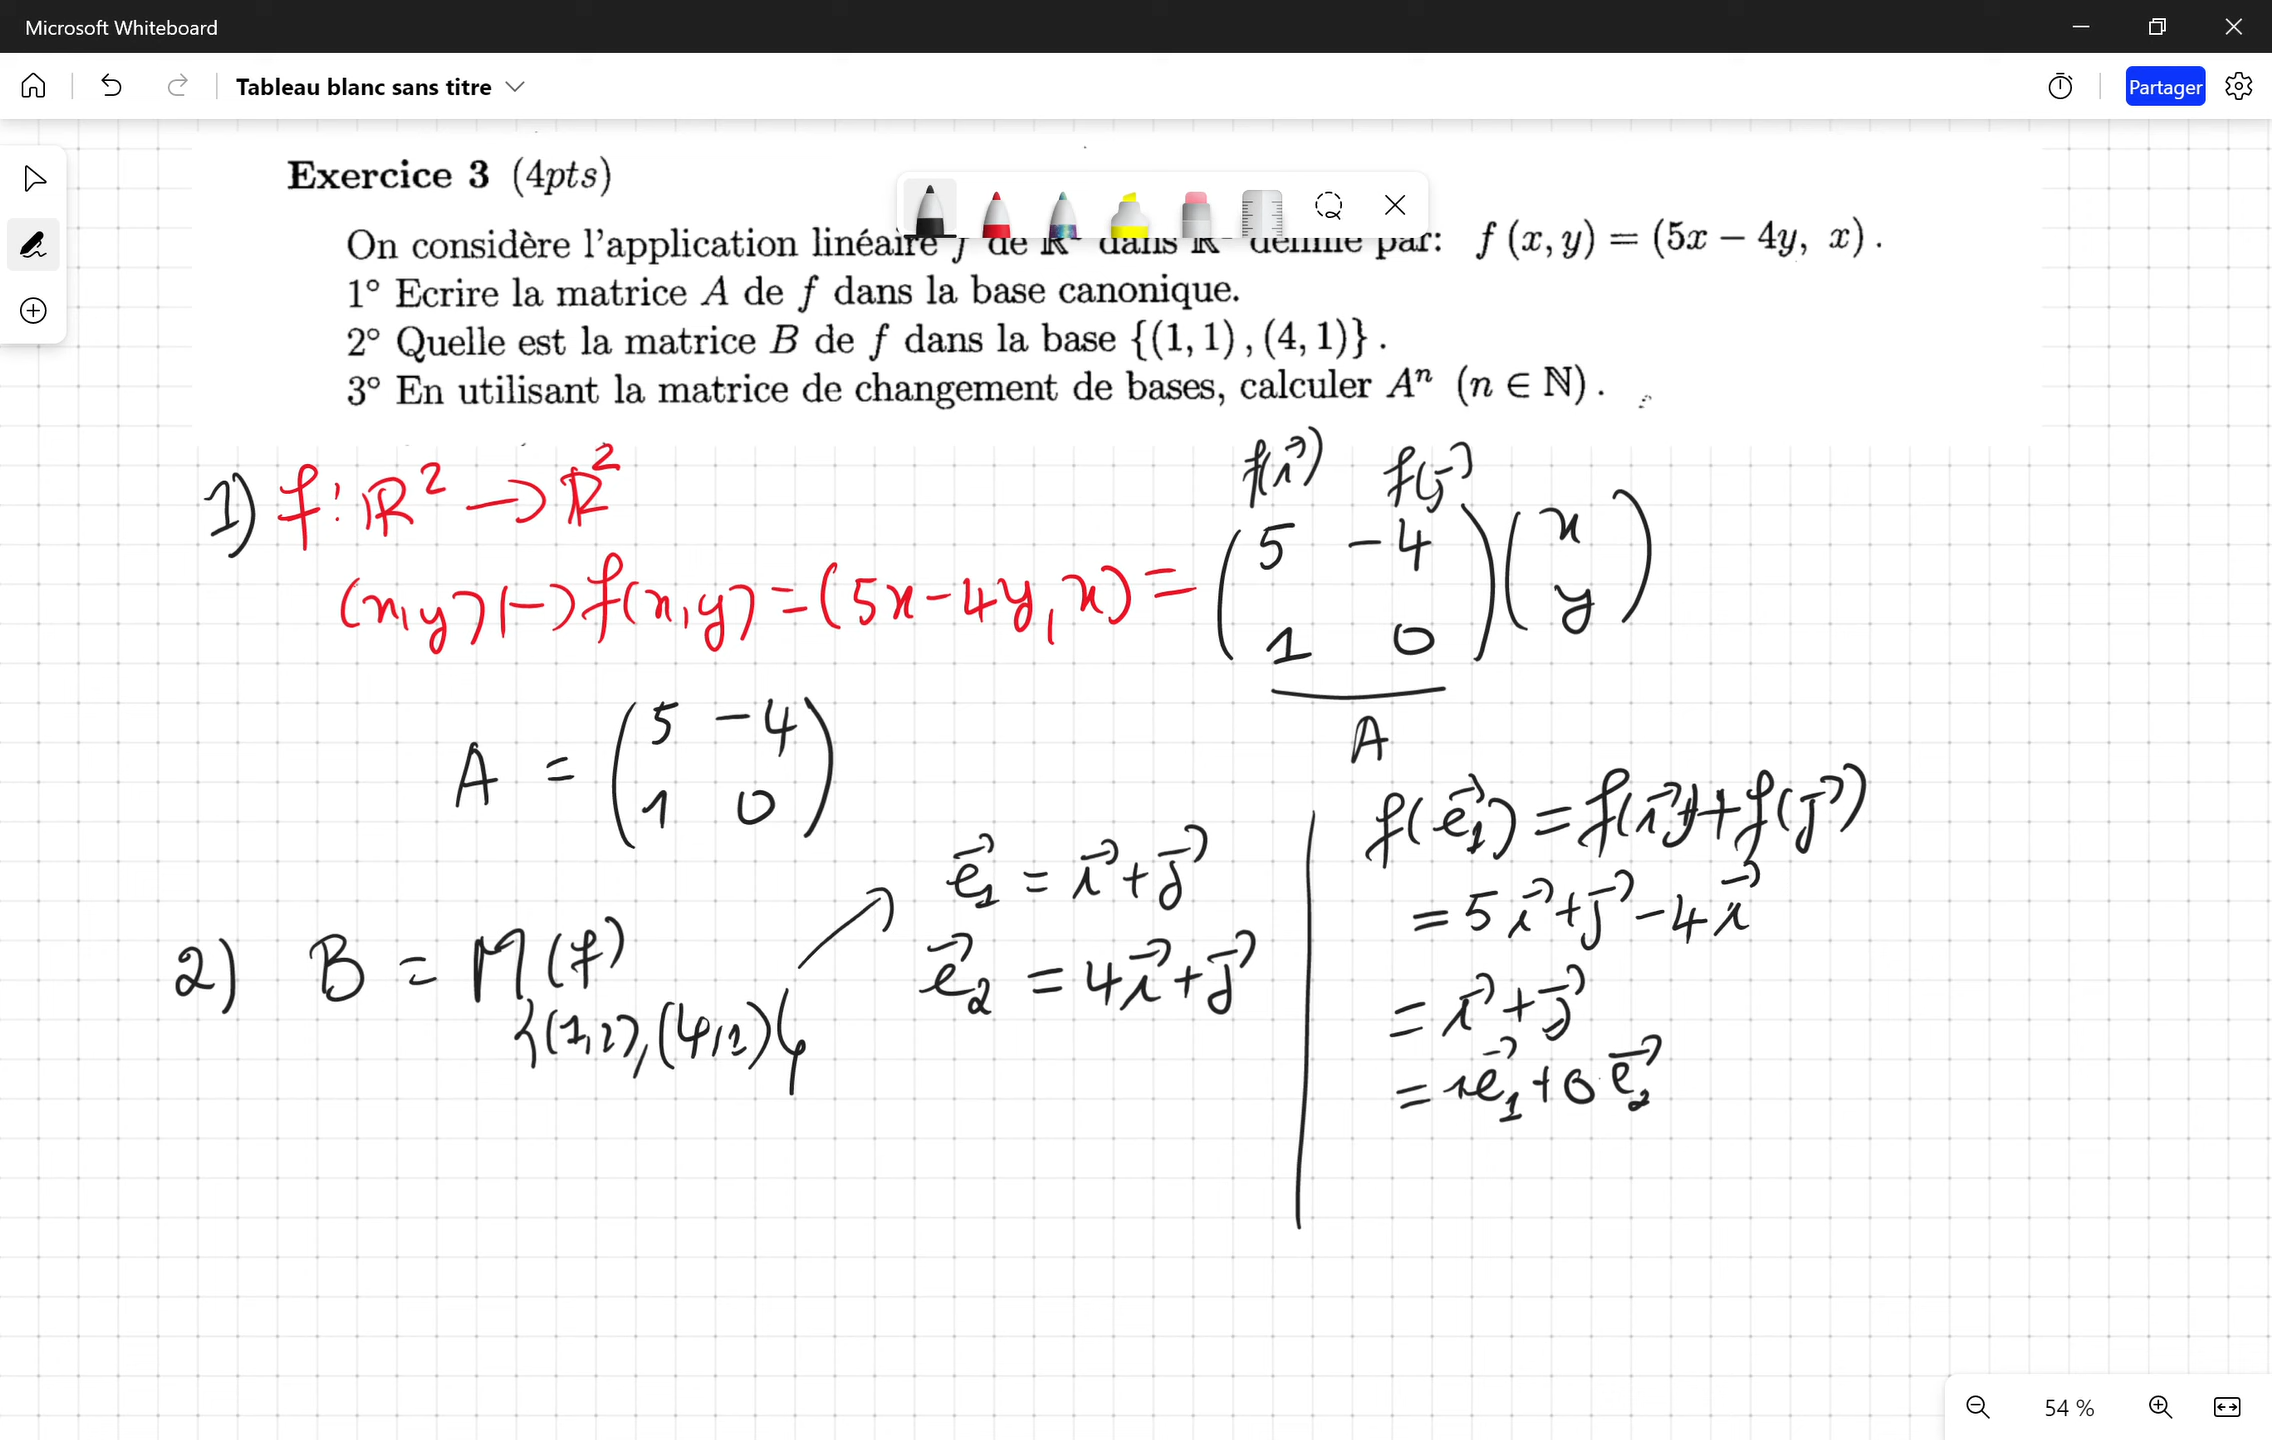 Microsoft Whiteboard
Tableau blanc sans titre
Partager
Exercice 3 (4pts)
On considère l'application linéaire f de ℝ dans ℝ définie par: f (x, y) = (5x − 4y, x) .
1° Ecrire la matrice A de f dans la base canonique.
2° Quelle est la matrice B de f dans la base {(1, 1) , (4, 1)} .
3° En utilisant la matrice de changement de bases, calculer Aⁿ (n ∈ ℕ) .
1) f : ℝ² → ℝ²
f(i⃗) f(j⃗)
(x,y) ↦ f(x,y) = (5x-4y, x) = (5 -4 ; 1 0) (x ; y)
A
A = (5 -4 ; 1 0)
2) B = M(f)
{(1,1), (4,1)}
e⃗₁ = i⃗ + j⃗
e⃗₂ = 4i⃗ + j⃗
f(e⃗₁) = f(i⃗) + f(j⃗)
= 5i⃗ + j⃗ - 4i⃗
= i⃗ + j⃗
= 1e⃗₁ + 0 e⃗₂
54 %